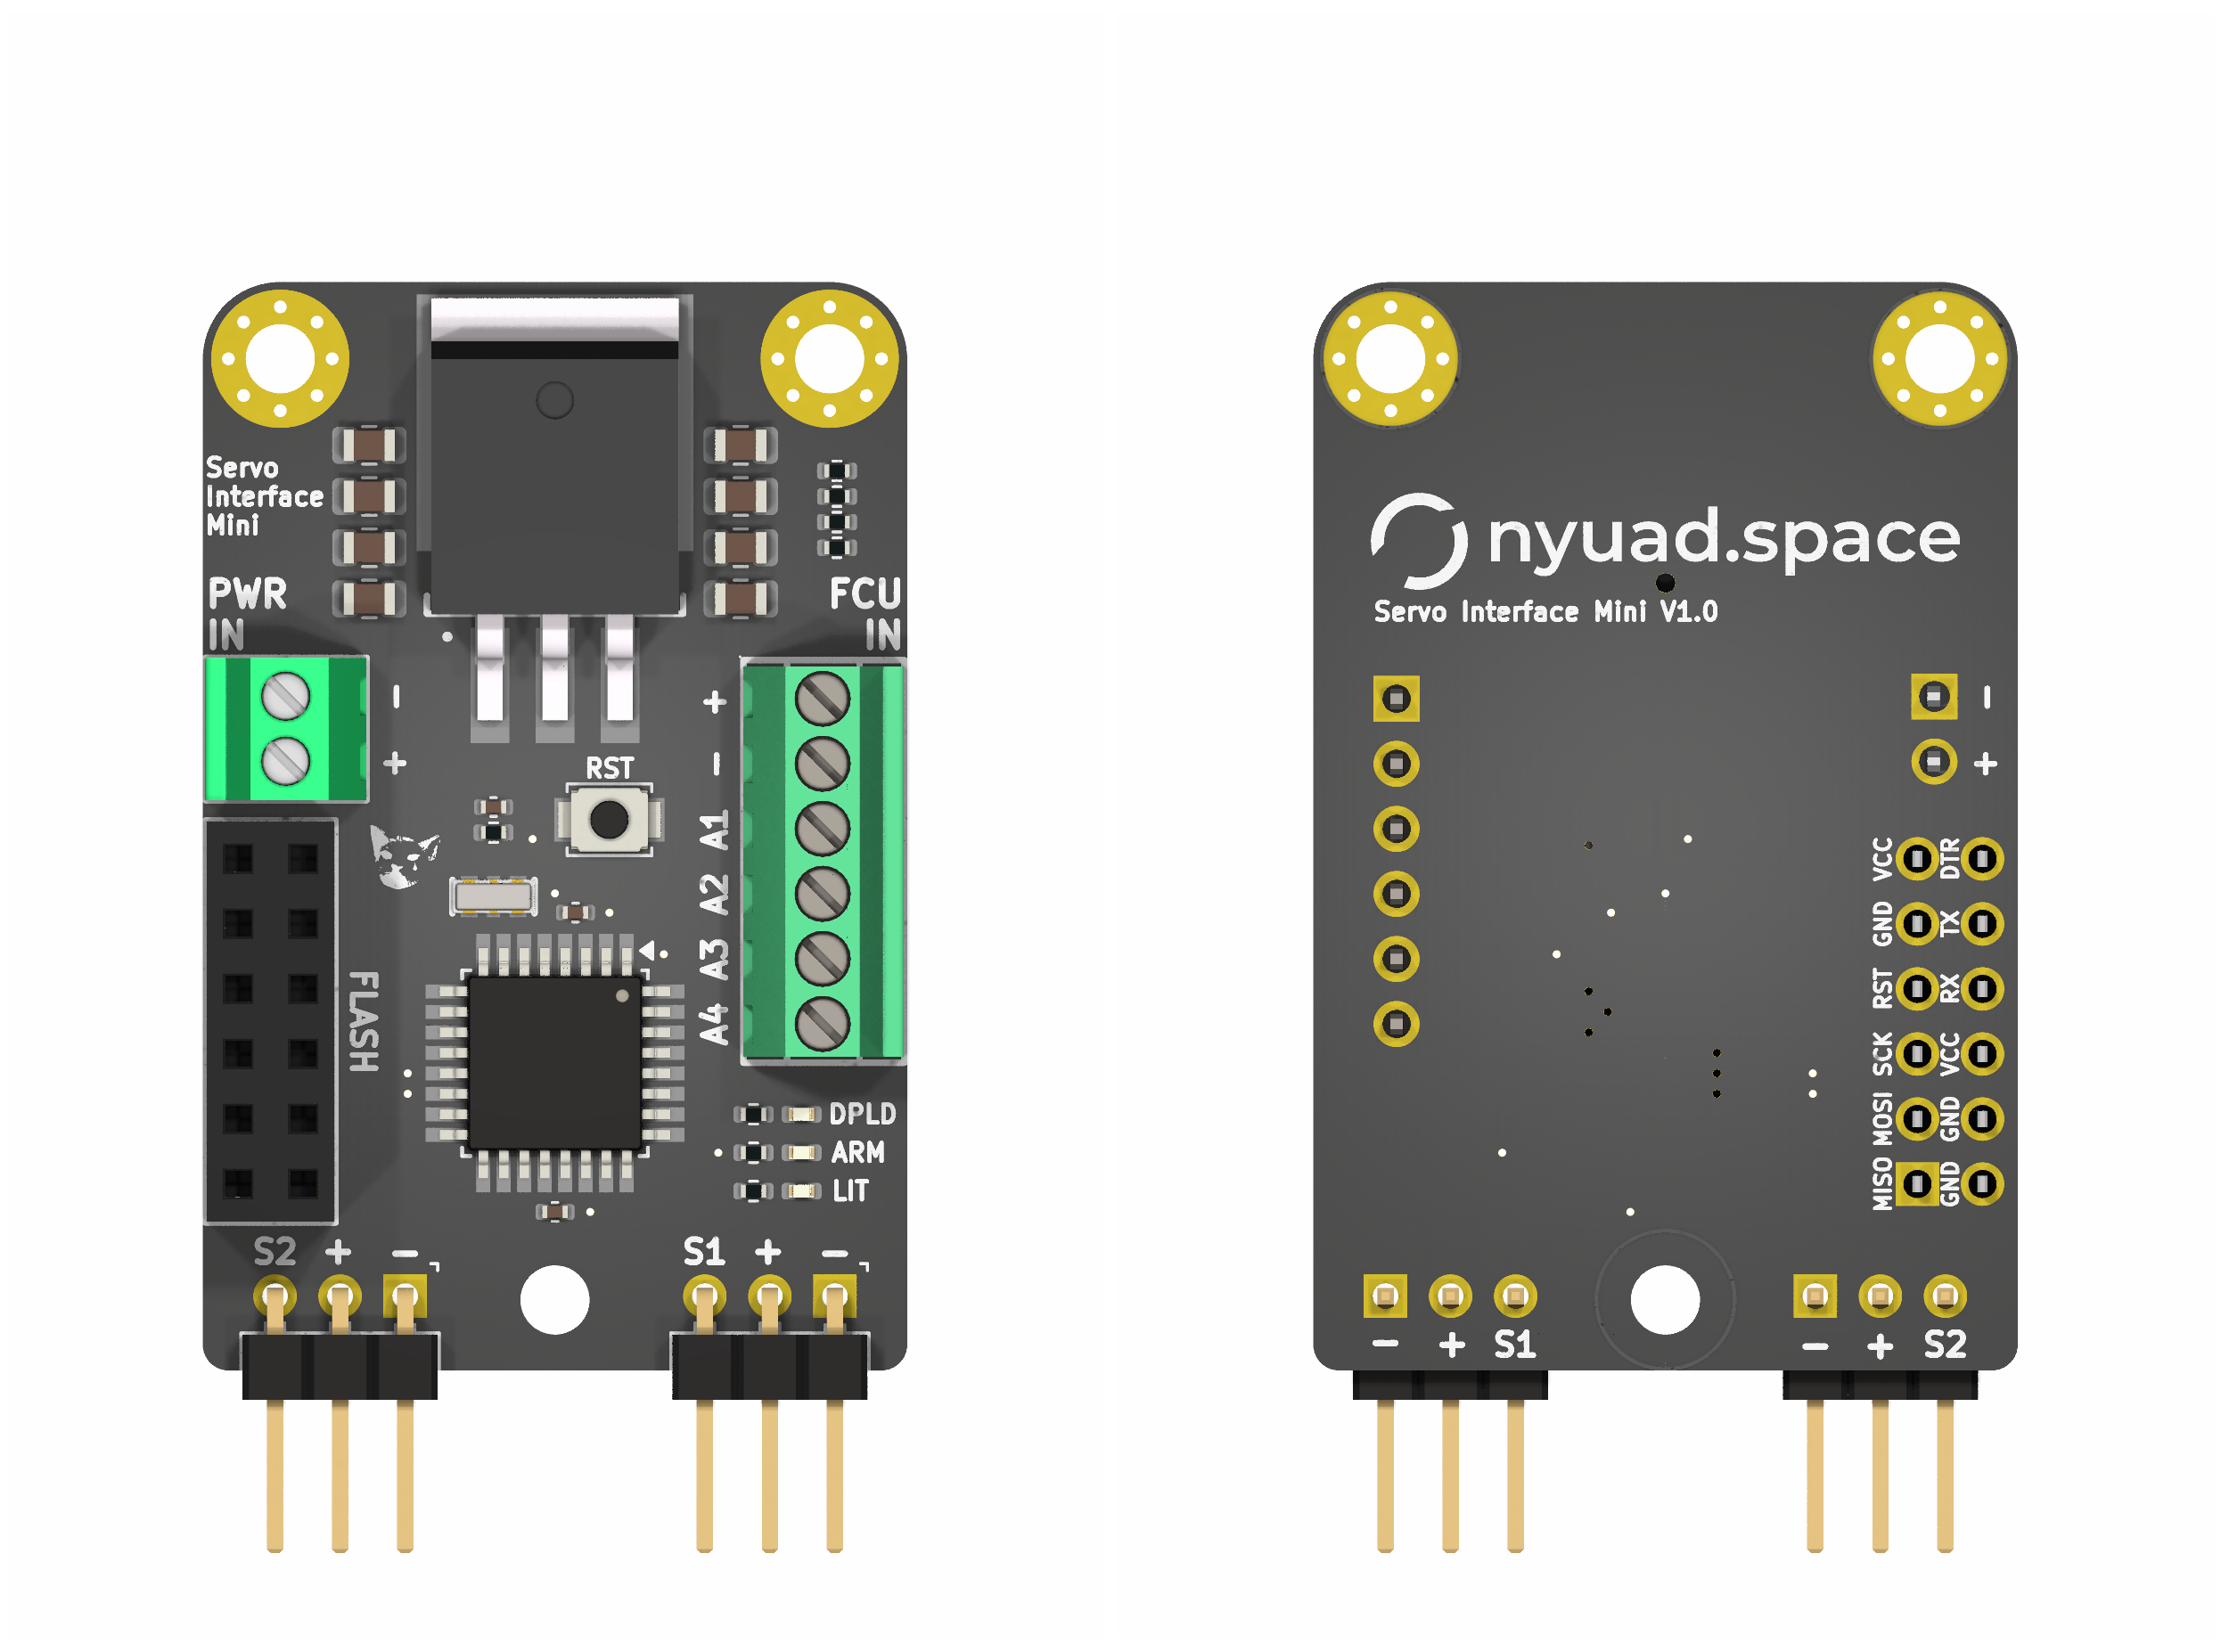 Servo
Interface
Mini
PWR
IN
FCU
IN
-
+
+
-
RST
A1
A2
A3
A4
FLASH
DPLD
ARM
LIT
S2 + -
S1 + -
nyuad.space
Servo Interface Mini V1.0
-
+
VCC DTR
GND TX
RST RX
SCK VCC
MOSI GND
MISO GND
- + S1
- + S2